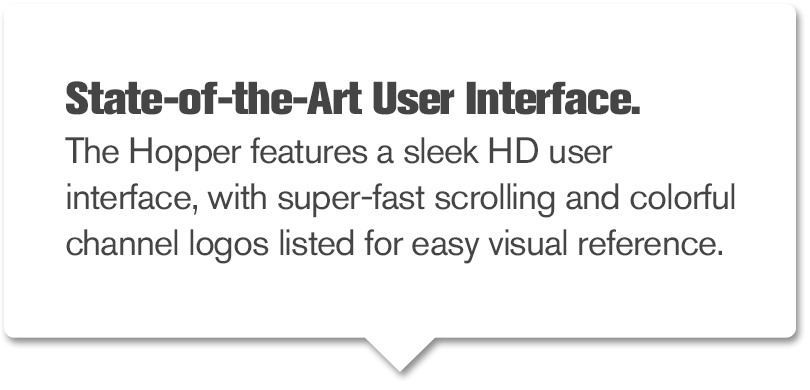 State-of-the-Art User Interface.
The Hopper features a sleek HD user
interface, with super-fast scrolling and colorful
channel logos listed for easy visual reference.